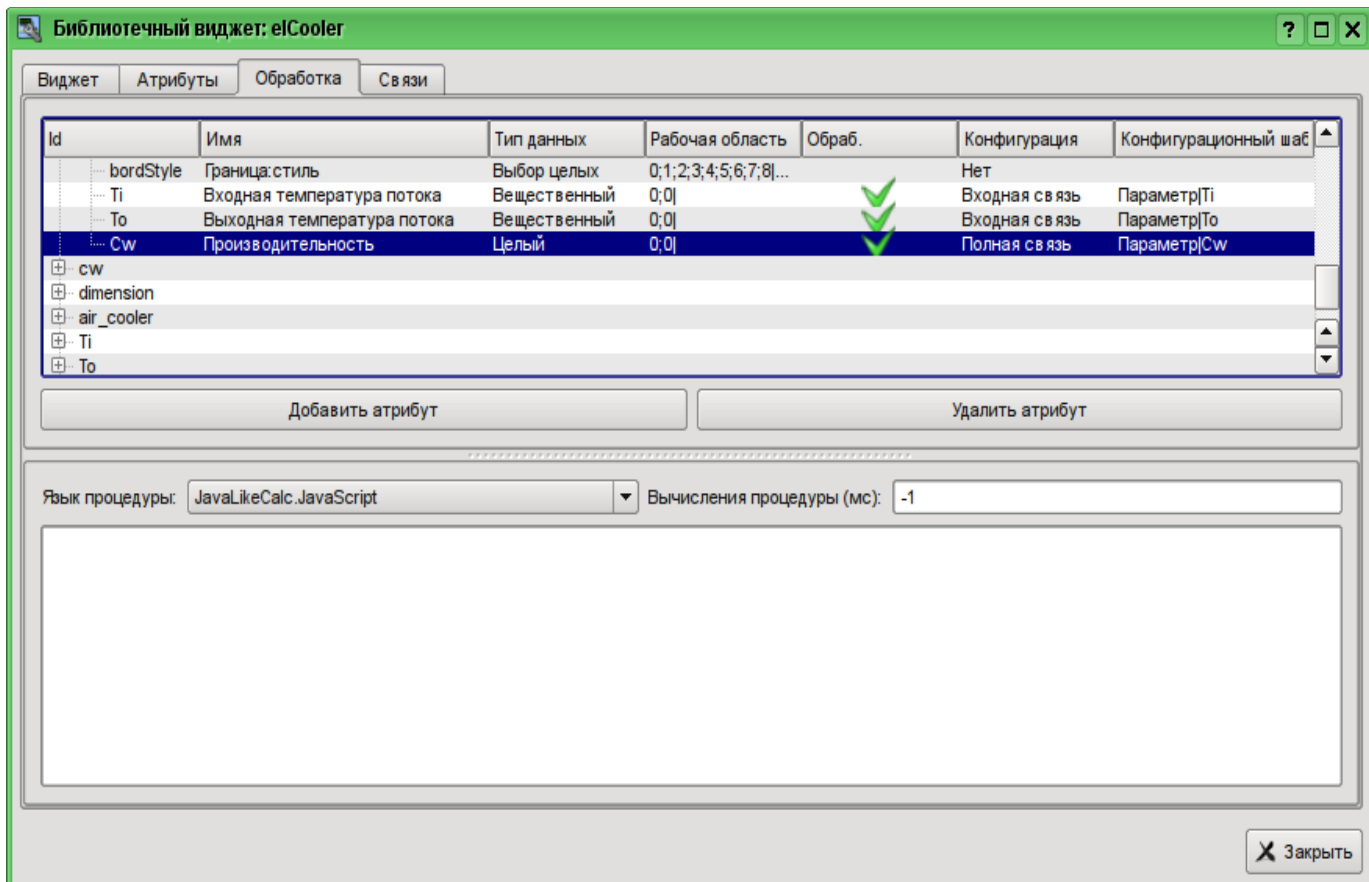 Библиотечный виджет: elCooler
Виджет Атрибуты Обработка Связи
Id Имя Тип данных Рабочая область Обраб. Конфигурация Конфигурационный шаб
bordStyle Граница:стиль Выбор целых 0;1;2;3;4;5;6;7;8|... Нет
Ti Входная температура потока Вещественный 0;0| Входная связь Параметр|Ti
To Выходная температура потока Вещественный 0;0| Входная связь Параметр|To
Cw Производительность Целый 0;0| Полная связь Параметр|Cw
cw
dimension
air_cooler
Ti
To
Добавить атрибут Удалить атрибут
Язык процедуры: JavaLikeCalc.JavaScript Вычисления процедуры (мс): -1
Закрыть